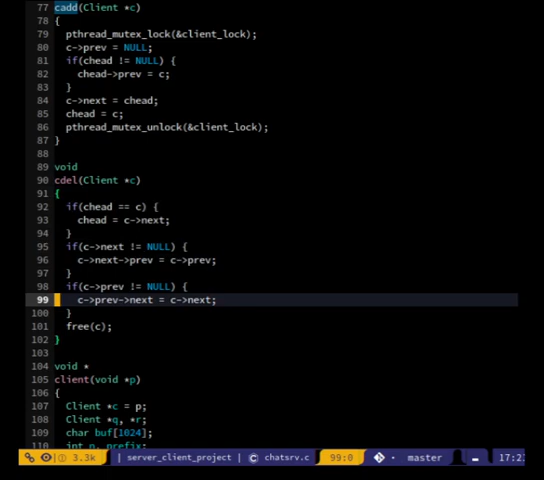 77 cadd(Client *c)
78 {
79   pthread_mutex_lock(&client_lock);
80   c->prev = NULL;
81   if(chead != NULL) {
82     chead->prev = c;
83   }
84   c->next = chead;
85   chead = c;
86   pthread_mutex_unlock(&client_lock);
87 }
88
89 void
90 cdel(Client *c)
91 {
92   if(chead == c) {
93     chead = c->next;
94   }
95   if(c->next != NULL) {
96     c->next->prev = c->prev;
97   }
98   if(c->prev != NULL) {
99     c->prev->next = c->next;
100   }
101   free(c);
102 }
103
104 void *
105 client(void *p)
106 {
107   Client *c = p;
108   Client *q, *r;
109   char buf[1024];
110   int n, prefix;
3.3k | server_client_project | chatsrv.c 99:0 master 17:2